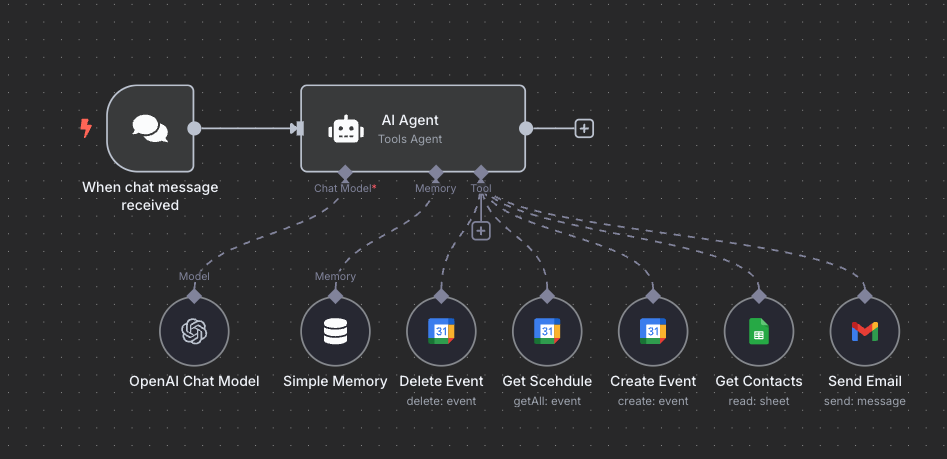 AI Agent
Tools Agent
When chat message
received
Chat Model*
Memory
Tool
Model
Memory
31
31
31
OpenAI Chat Model
Simple Memory
Delete Event
delete: event
Get Scehdule
getAll: event
Create Event
create: event
Get Contacts
read: sheet
Send Email
send: message